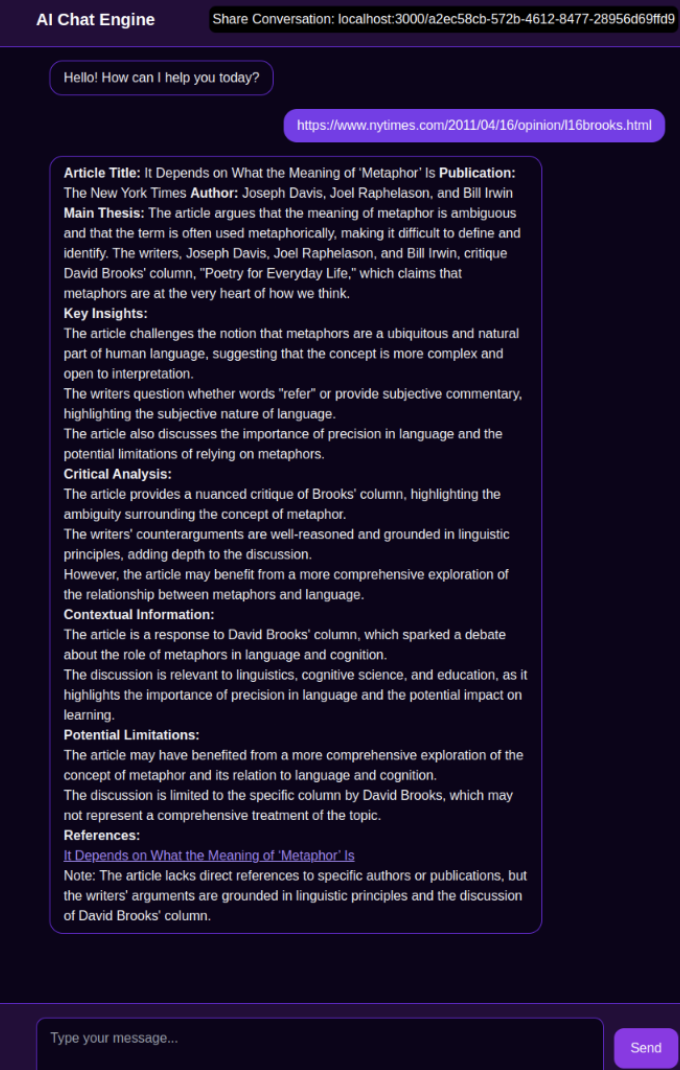 AI Chat Engine
Share Conversation: localhost:3000/a2ec58cb-572b-4612-8477-28956d69ffd9
Hello! How can I help you today?
https://www.nytimes.com/2011/04/16/opinion/l16brooks.html
Article Title: It Depends on What the Meaning of ‘Metaphor’ Is Publication:
The New York Times Author: Joseph Davis, Joel Raphelason, and Bill Irwin
Main Thesis: The article argues that the meaning of metaphor is ambiguous
and that the term is often used metaphorically, making it difficult to define and
identify. The writers, Joseph Davis, Joel Raphelason, and Bill Irwin, critique
David Brooks' column, "Poetry for Everyday Life," which claims that
metaphors are at the very heart of how we think.
Key Insights:
The article challenges the notion that metaphors are a ubiquitous and natural
part of human language, suggesting that the concept is more complex and
open to interpretation.
The writers question whether words "refer" or provide subjective commentary,
highlighting the subjective nature of language.
The article also discusses the importance of precision in language and the
potential limitations of relying on metaphors.
Critical Analysis:
The article provides a nuanced critique of Brooks' column, highlighting the
ambiguity surrounding the concept of metaphor.
The writers' counterarguments are well-reasoned and grounded in linguistic
principles, adding depth to the discussion.
However, the article may benefit from a more comprehensive exploration of
the relationship between metaphors and language.
Contextual Information:
The article is a response to David Brooks' column, which sparked a debate
about the role of metaphors in language and cognition.
The discussion is relevant to linguistics, cognitive science, and education, as it
highlights the importance of precision in language and the potential impact on
learning.
Potential Limitations:
The article may have benefited from a more comprehensive exploration of the
concept of metaphor and its relation to language and cognition.
The discussion is limited to the specific column by David Brooks, which may
not represent a comprehensive treatment of the topic.
References:
It Depends on What the Meaning of ‘Metaphor’ Is
Note: The article lacks direct references to specific authors or publications, but
the writers' arguments are grounded in linguistic principles and the discussion
of David Brooks' column.
Type your message...
Send